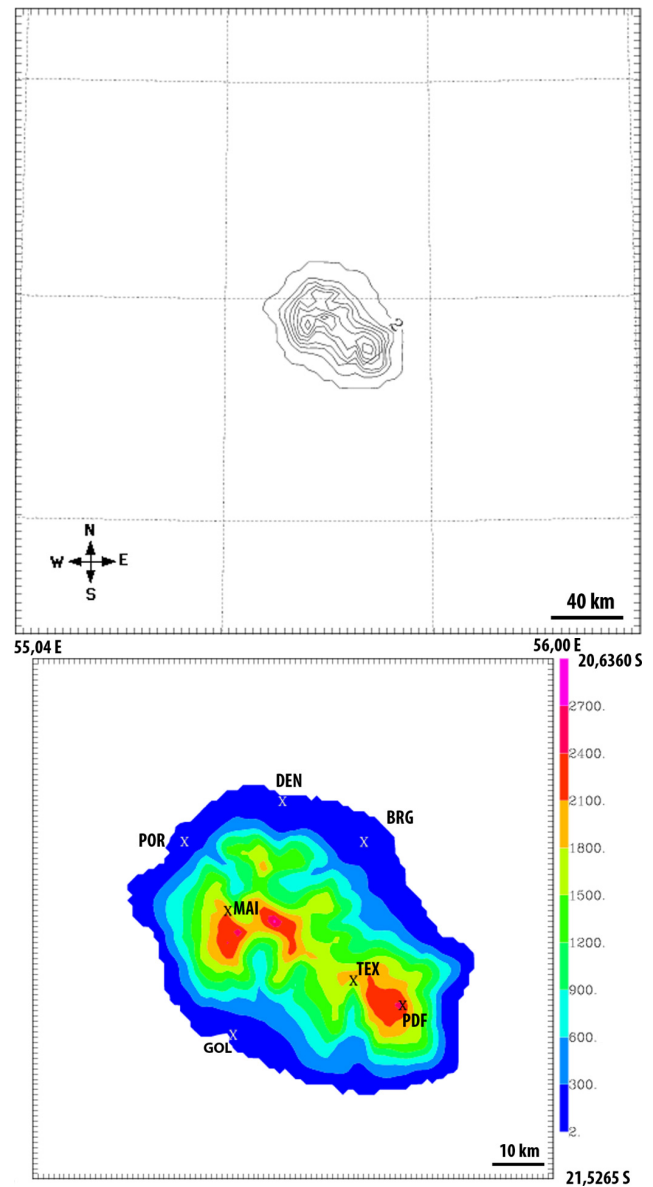 2
N
W E
S
40 km
55,04 E 56,00 E
20,6360 S
2700.
2400.
2100.
1800.
1500.
1200.
900.
600.
300.
2.
DEN
BRG
POR
MAI
TEX
PDF
GOL
10 km
21,5265 S